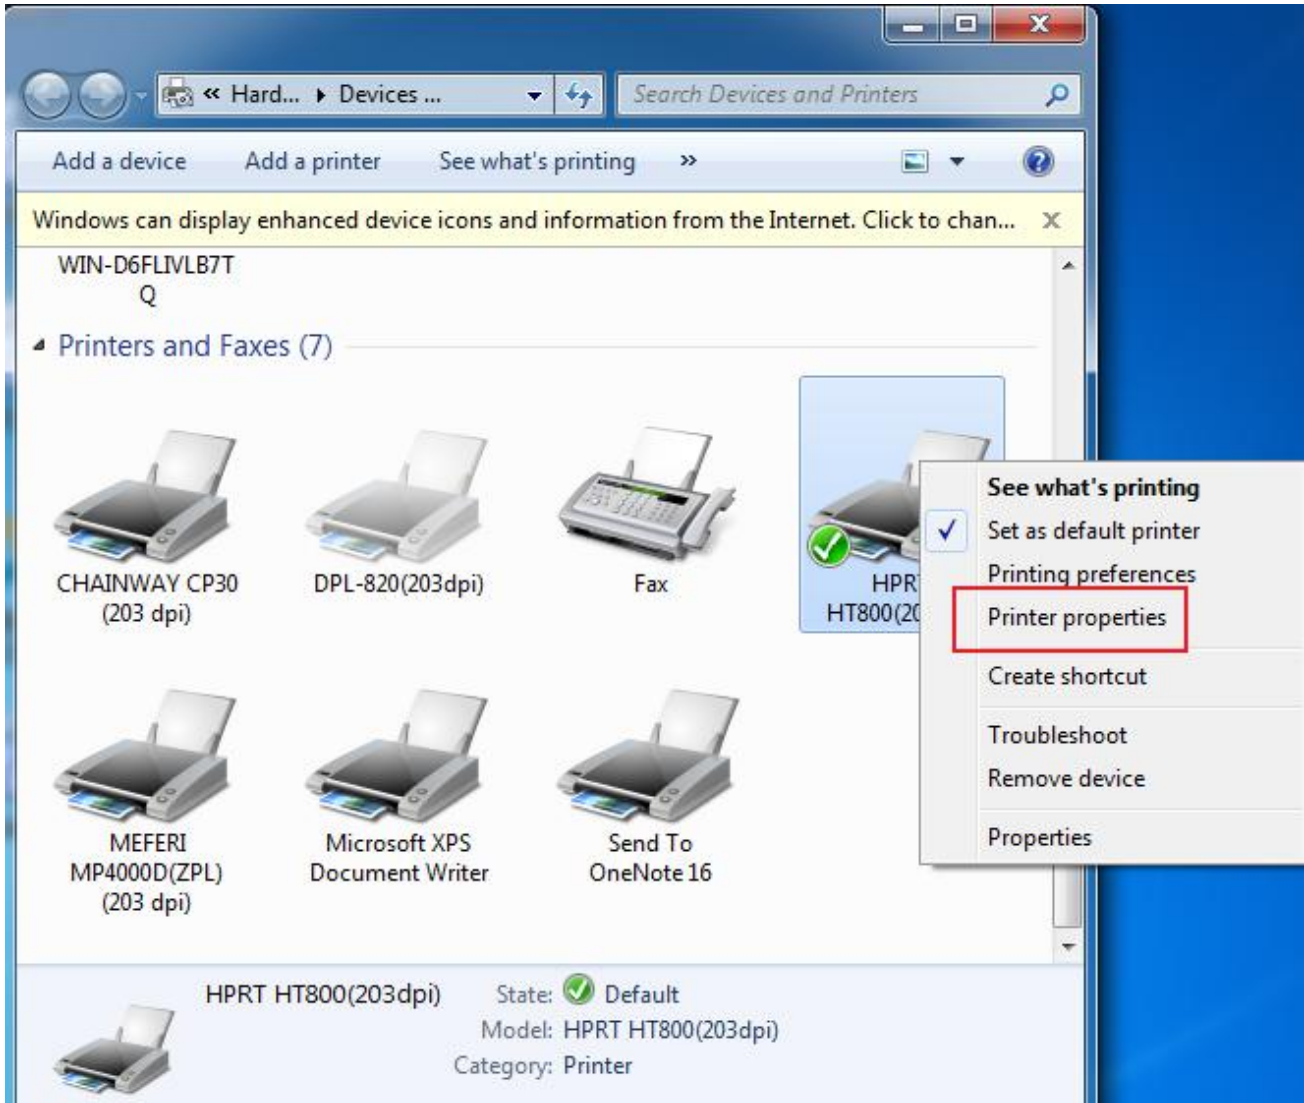 « Hard... ▸ Devices ...
Search Devices and Printers
Add a device Add a printer See what's printing »
Windows can display enhanced device icons and information from the Internet. Click to chan...
WIN-D6FLIVLB7T
Q
Printers and Faxes (7)
CHAINWAY CP30
(203 dpi)
DPL-820(203dpi)
Fax
HPR
HT800(20
See what's printing
Set as default printer
Printing preferences
Printer properties
Create shortcut
Troubleshoot
Remove device
Properties
MEFERI
MP4000D(ZPL)
(203 dpi)
Microsoft XPS
Document Writer
Send To
OneNote 16
HPRT HT800(203dpi) State: Default
Model: HPRT HT800(203dpi)
Category: Printer